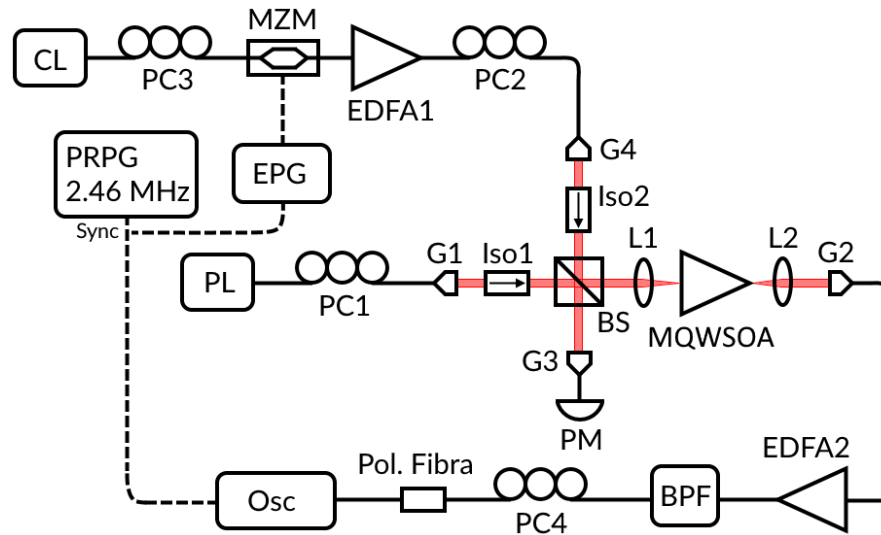 MZM
CL
PC3
EDFA1
PC2
PRPG
2.46 MHz
EPG
G4
Iso2
Sync
PL
PC1
G1
Iso1
BS
L1
MQWSOA
L2
G2
G3
PM
EDFA2
Osc
Pol. Fibra
PC4
BPF